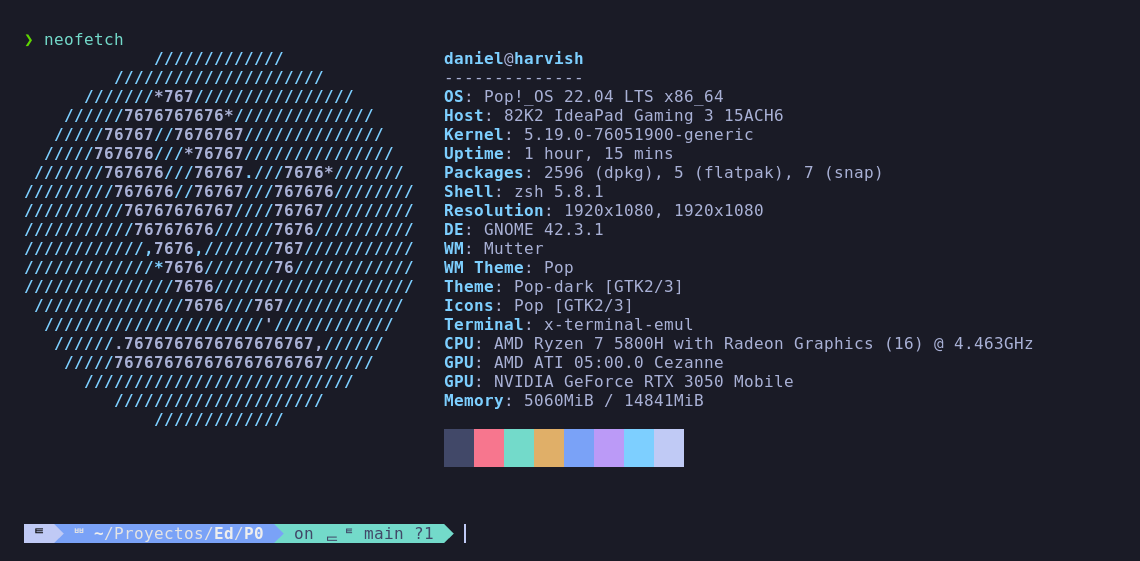 ❯ neofetch
             /////////////                daniel@harvish
         /////////////////////            --------------
      ///////*767////////////////         OS: Pop!_OS 22.04 LTS x86_64
    //////7676767676*//////////////       Host: 82K2 IdeaPad Gaming 3 15ACH6
   /////76767//7676767//////////////      Kernel: 5.19.0-76051900-generic
  /////767676///*76767///////////////     Uptime: 1 hour, 15 mins
 ///////767676///76767.///7676*///////    Packages: 2596 (dpkg), 5 (flatpak), 7 (snap)
/////////767676//76767///767676////////   Shell: zsh 5.8.1
//////////76767676767////76767/////////   Resolution: 1920x1080, 1920x1080
///////////76767676//////7676//////////   DE: GNOME 42.3.1
////////////,7676,///////767///////////   WM: Mutter
/////////////*7676///////76////////////   WM Theme: Pop
///////////////7676////////////////////   Theme: Pop-dark [GTK2/3]
 ///////////////7676///767////////////    Icons: Pop [GTK2/3]
  //////////////////////'////////////     Terminal: x-terminal-emul
   //////.7676767676767676767,//////      CPU: AMD Ryzen 7 5800H with Radeon Graphics (16) @ 4.463GHz
    /////767676767676767676767/////       GPU: AMD ATI 05:00.0 Cezanne
      ///////////////////////////         GPU: NVIDIA GeForce RTX 3050 Mobile
         /////////////////////            Memory: 5060MiB / 14841MiB
             /////////////
~/Proyectos/Ed/P0 on main ?1